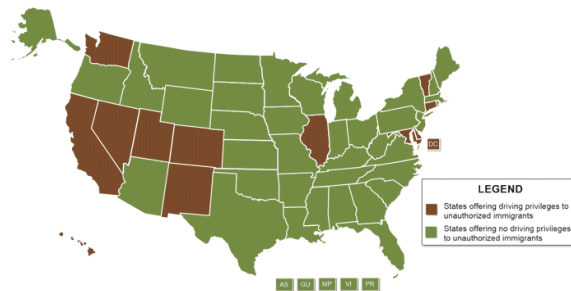 DC
LEGEND
States offering driving privileges to
unauthorized immigrants
States offering no driving privileges
to unauthorized immigrants
AS GU MP VI PR